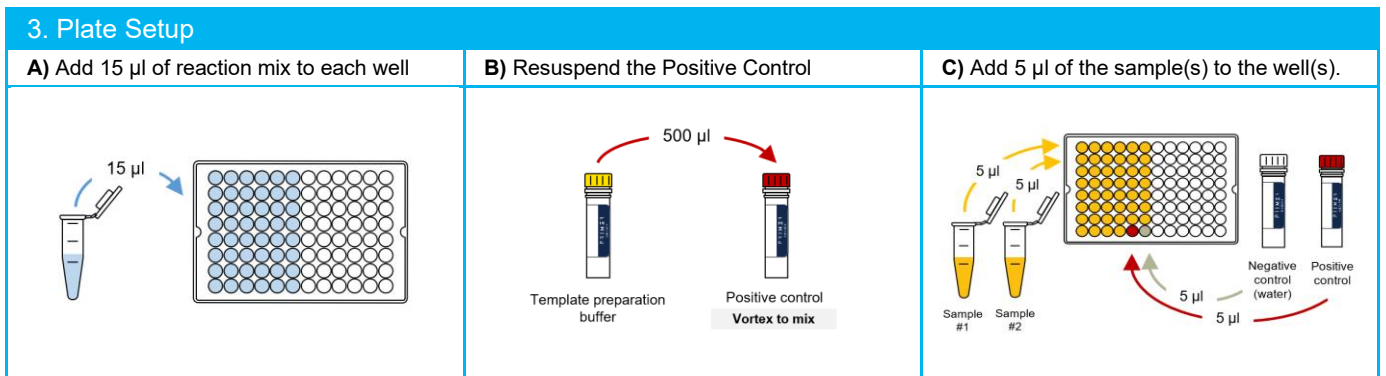 3. Plate Setup
A) Add 15 µl of reaction mix to each well
15 µl
B) Resuspend the Positive Control
500 µl
Template preparation
buffer
Positive control
Vortex to mix
C) Add 5 µl of the sample(s) to the well(s).
5 µl
5 µl
Sample
#1
Sample
#2
5 µl
5 µl
Negative
control
(water)
Positive
control